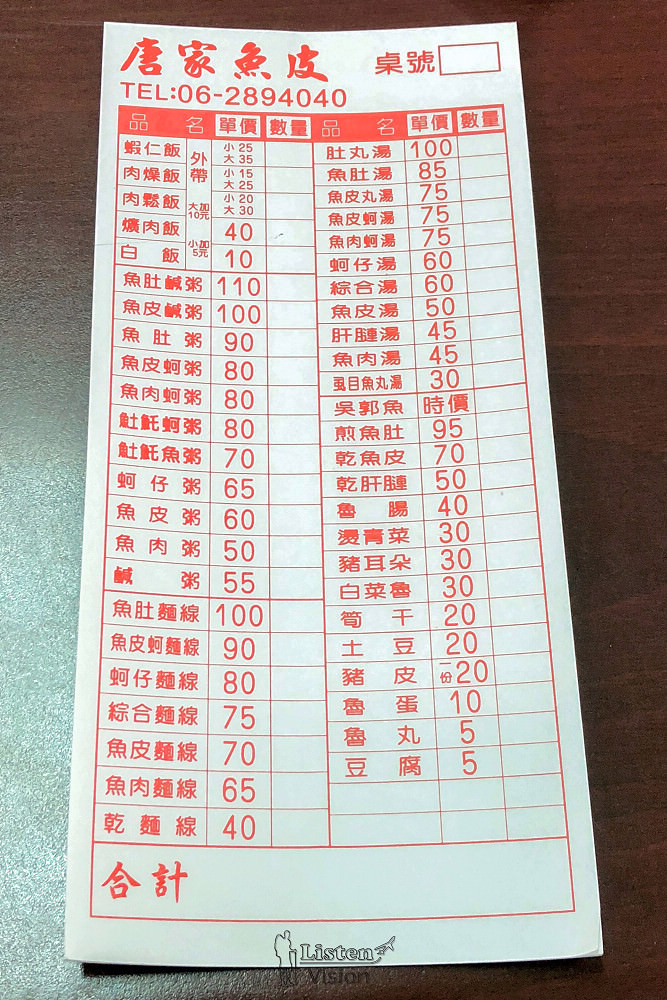 唐家魚皮 桌號
TEL:06-2894040
品名 單價 數量
蝦仁飯 小25 大35
肉燥飯 小15 大25
肉鬆飯 小20 大30
爌肉飯 40
白飯 10
外帶 大加10元 小加5元
魚肚鹹粥 110
魚皮鹹粥 100
魚肚粥 90
魚皮蚵粥 80
魚肉蚵粥 80
魠蚵粥 80
魠魚粥 70
蚵仔粥 65
魚皮粥 60
魚肉粥 50
鹹粥 55
魚肚麵線 100
魚皮蚵麵線 90
蚵仔麵線 80
綜合麵線 75
魚皮麵線 70
魚肉麵線 65
乾麵線 40
品名 單價 數量
肚丸湯 100
魚肚湯 85
魚皮丸湯 75
魚皮蚵湯 75
魚肉蚵湯 75
蚵仔湯 60
綜合湯 60
魚皮湯 50
肝腱湯 45
魚肉湯 45
虱目魚丸湯 30
吳郭魚 時價
煎魚肚 95
乾魚皮 70
乾肝腱 50
魯腸 40
燙青菜 30
豬耳朵 30
白菜魯 30
筍干 20
土豆 20
豬皮 一份20
魯蛋 10
魯丸 5
豆腐 5
合計
Listen
Vision